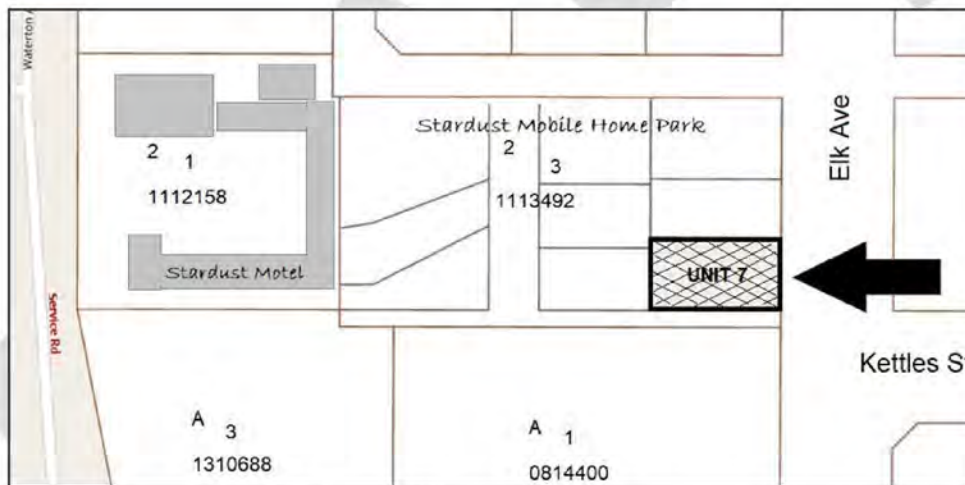 Waterton
Elk Ave
Stardust Mobile Home Park
2
1
1112158
2
3
1113492
UNIT 7
Stardust Motel
Service Rd
Kettles S
A
3
1310688
A
1
0814400